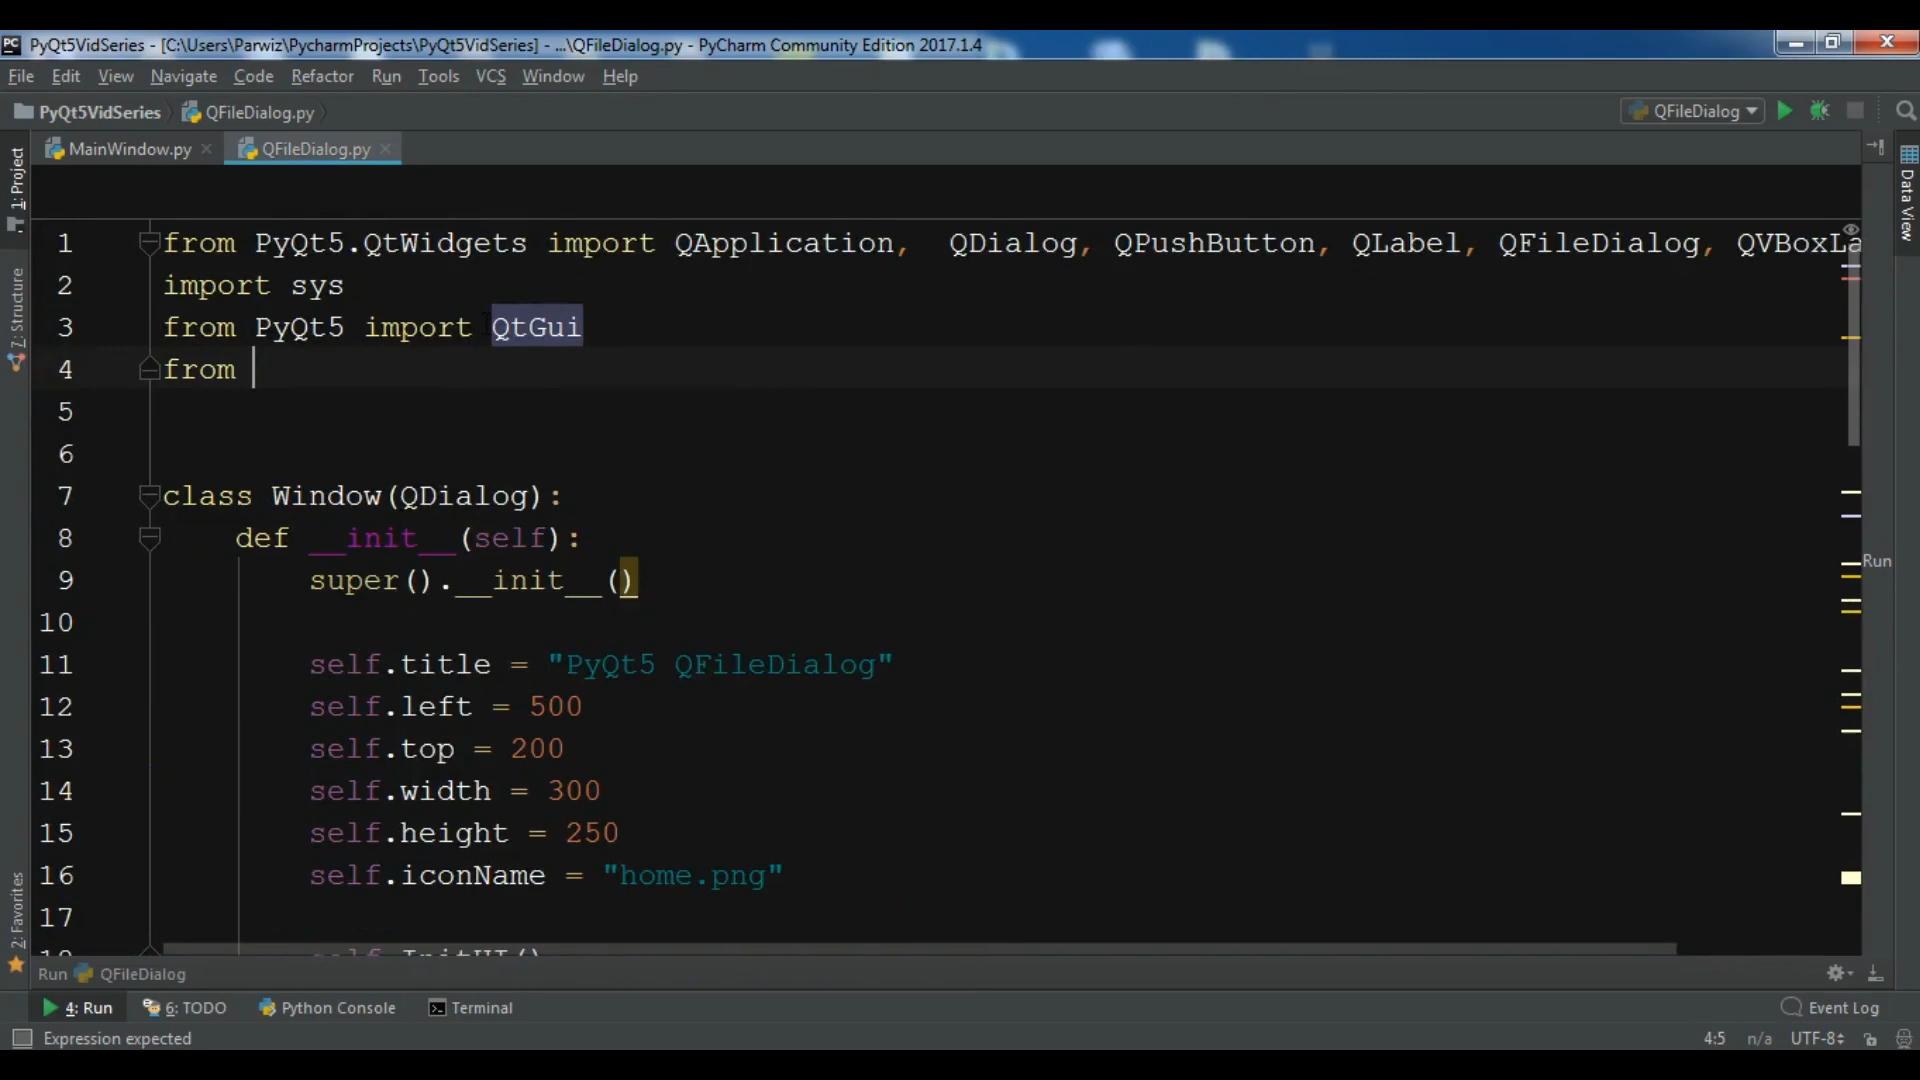 PyQt5VidSeries - [C:\Users\Parwiz\PycharmProjects\PyQt5VidSeries] - ...\QFileDialog.py - PyCharm Community Edition 2017.1.4
File Edit View Navigate Code Refactor Run Tools VCS Window Help
PyQt5VidSeries QFileDialog.py QFileDialog
MainWindow.py QFileDialog.py
1: Project
7: Structure
2: Favorites
Data View
Run
1 from PyQt5.QtWidgets import QApplication, QDialog, QPushButton, QLabel, QFileDialog, QVBoxLa
2 import sys
3 from PyQt5 import QtGui
4 from
5
6
7 class Window(QDialog):
8 def __init__(self):
9 super().__init__()
10
11 self.title = "PyQt5 QFileDialog"
12 self.left = 500
13 self.top = 200
14 self.width = 300
15 self.height = 250
16 self.iconName = "home.png"
17
Run QFileDialog
4: Run 6: TODO Python Console Terminal Event Log
Expression expected 4:5 n/a UTF-8